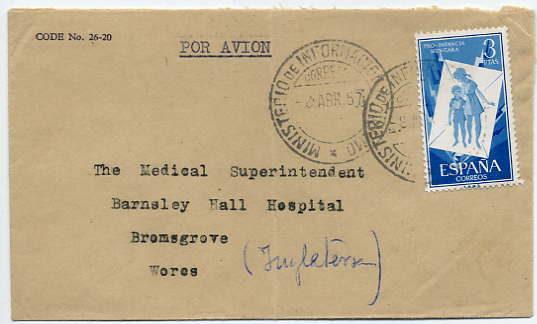 CODE No. 26-20
POR AVION
MINISTERIO DE INFORMACION
CORREOS
ABR. 57
PRO-INFANCIA
HUNGARA
3
PTAS
ESPAÑA
CORREOS
The Medical Superintendent
Barnsley Hall Hospital
Bromsgrove
Worcs
(Inglaterra)